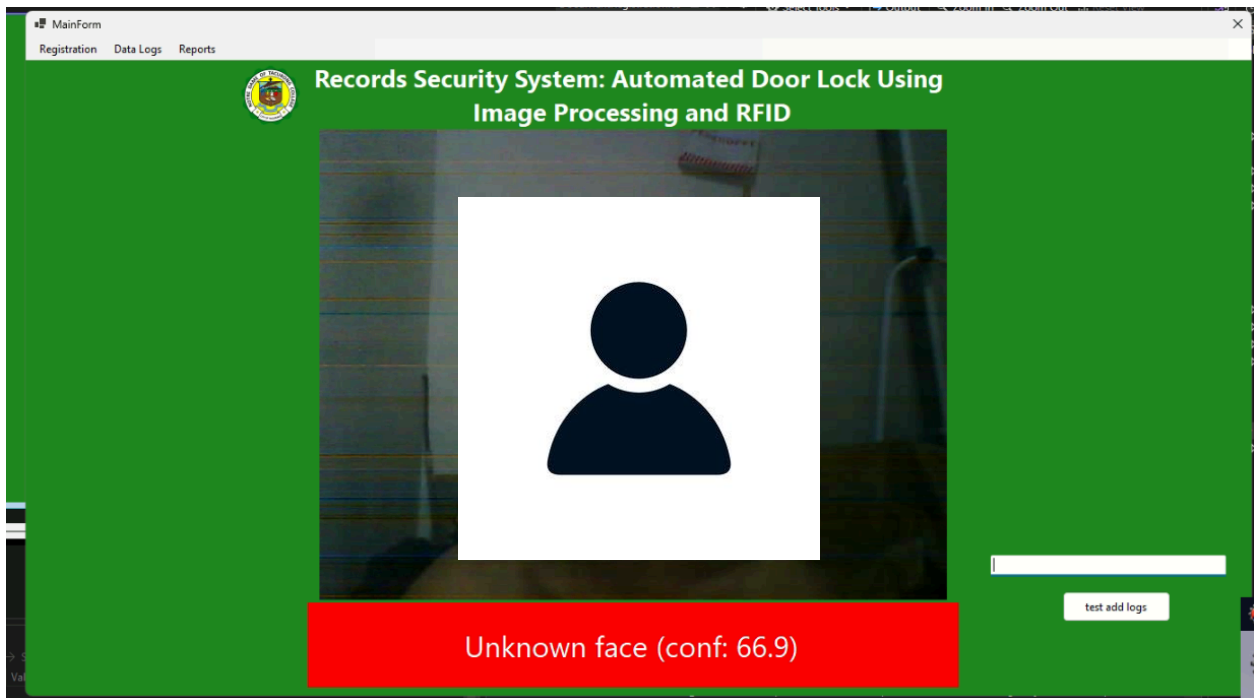 MainForm
Registration Data Logs Reports
Records Security System: Automated Door Lock Using
Image Processing and RFID
test add logs
Unknown face (conf: 66.9)